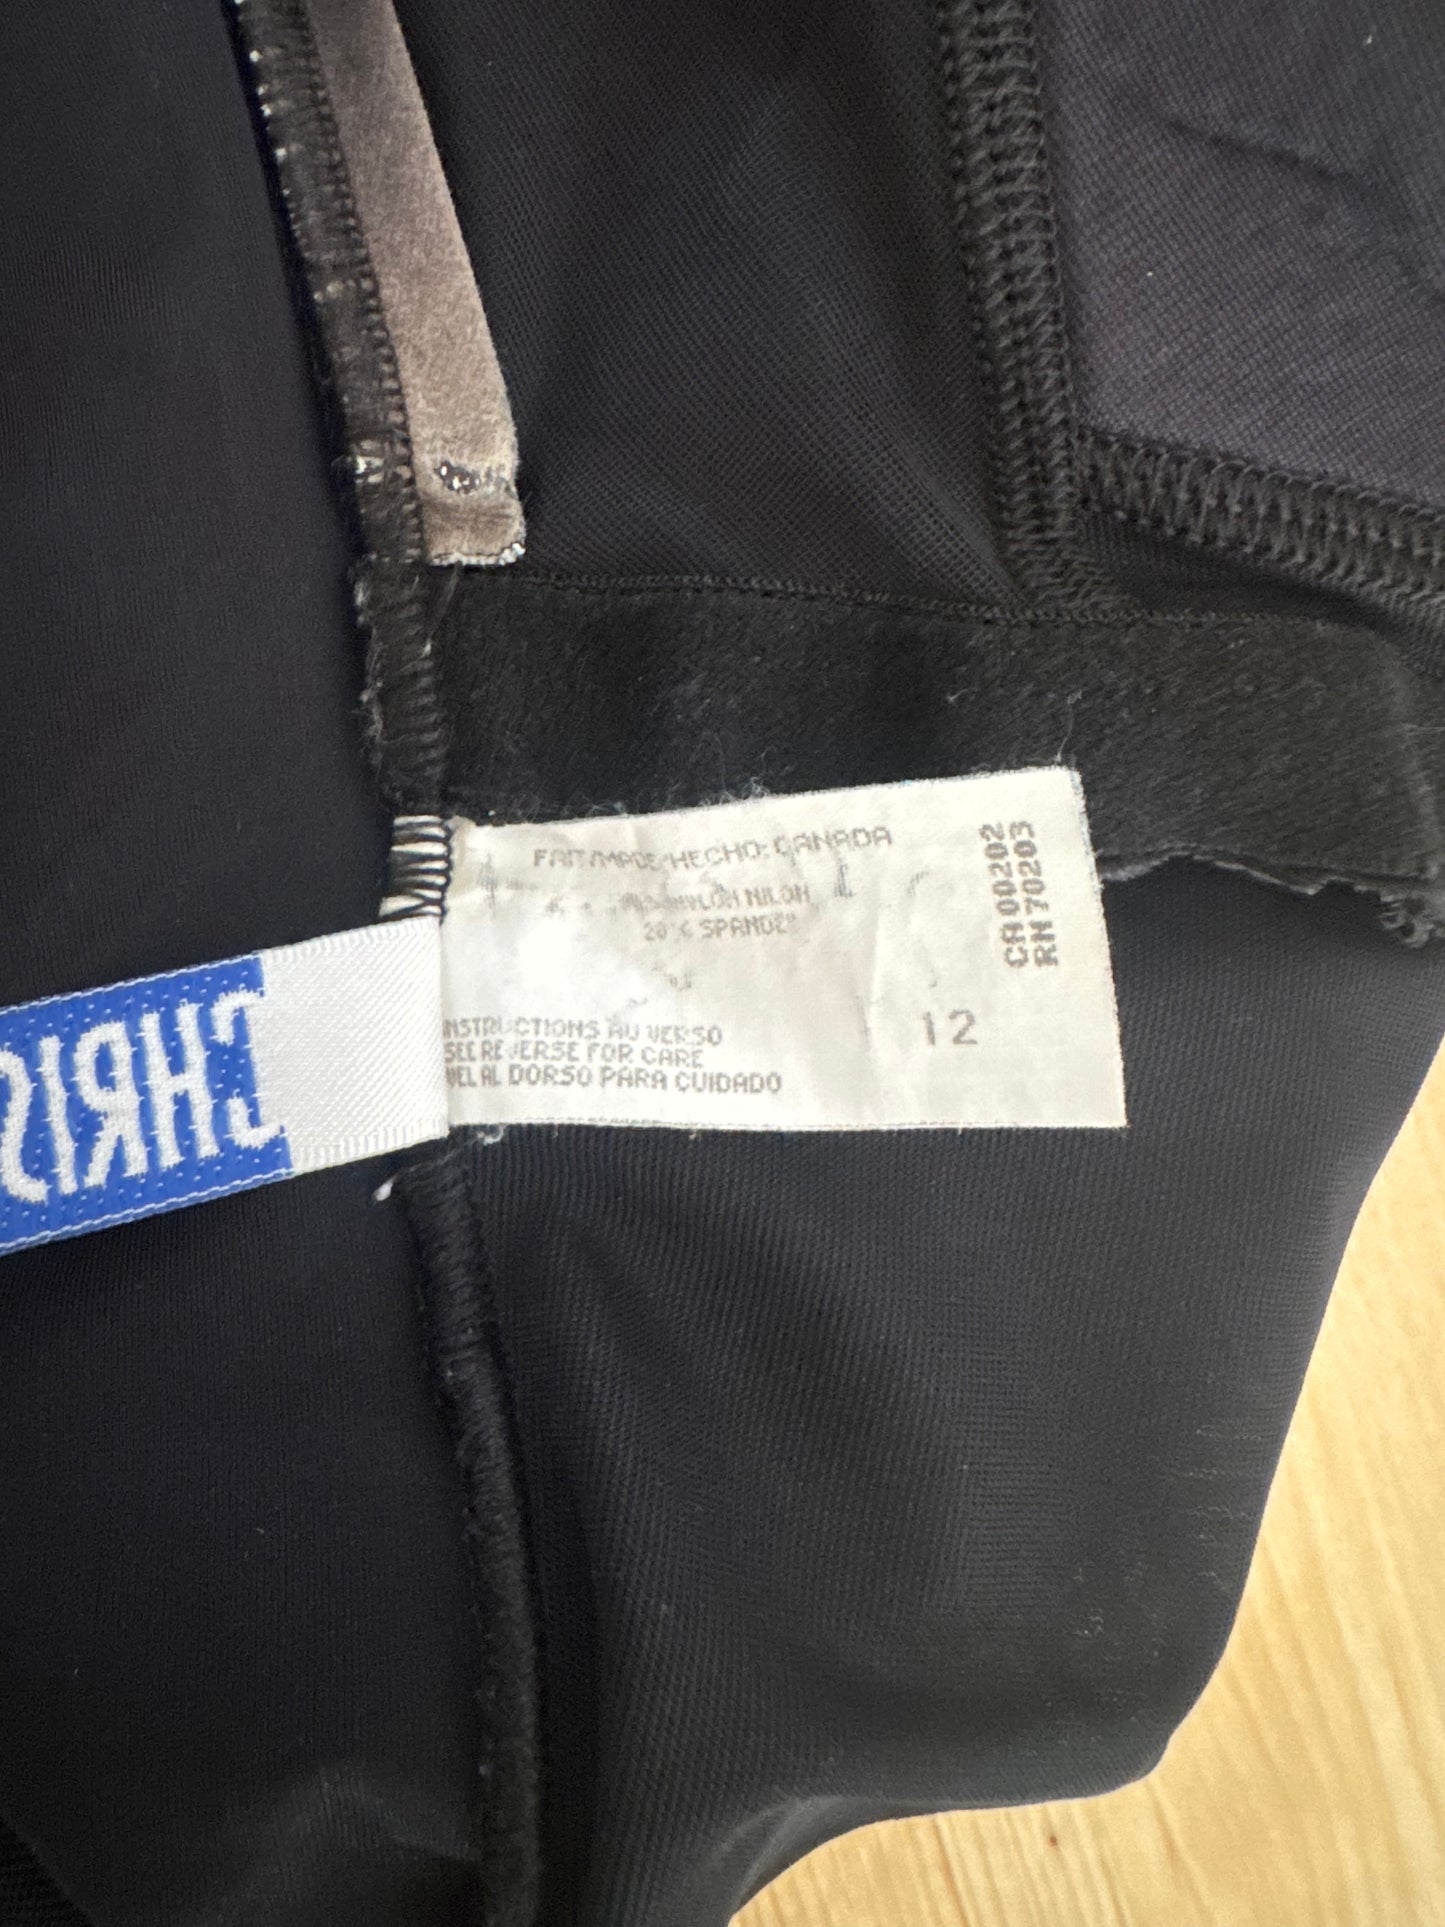 FAIT/MADE/HECHO: CANADA
NYLON NILON
20% SPANDEX
INSTRUCTIONS AU VERSO
SEE REVERSE FOR CARE
AL DORSO PARA CUIDADO
12
CA 00202
RN 70203
CHRIS